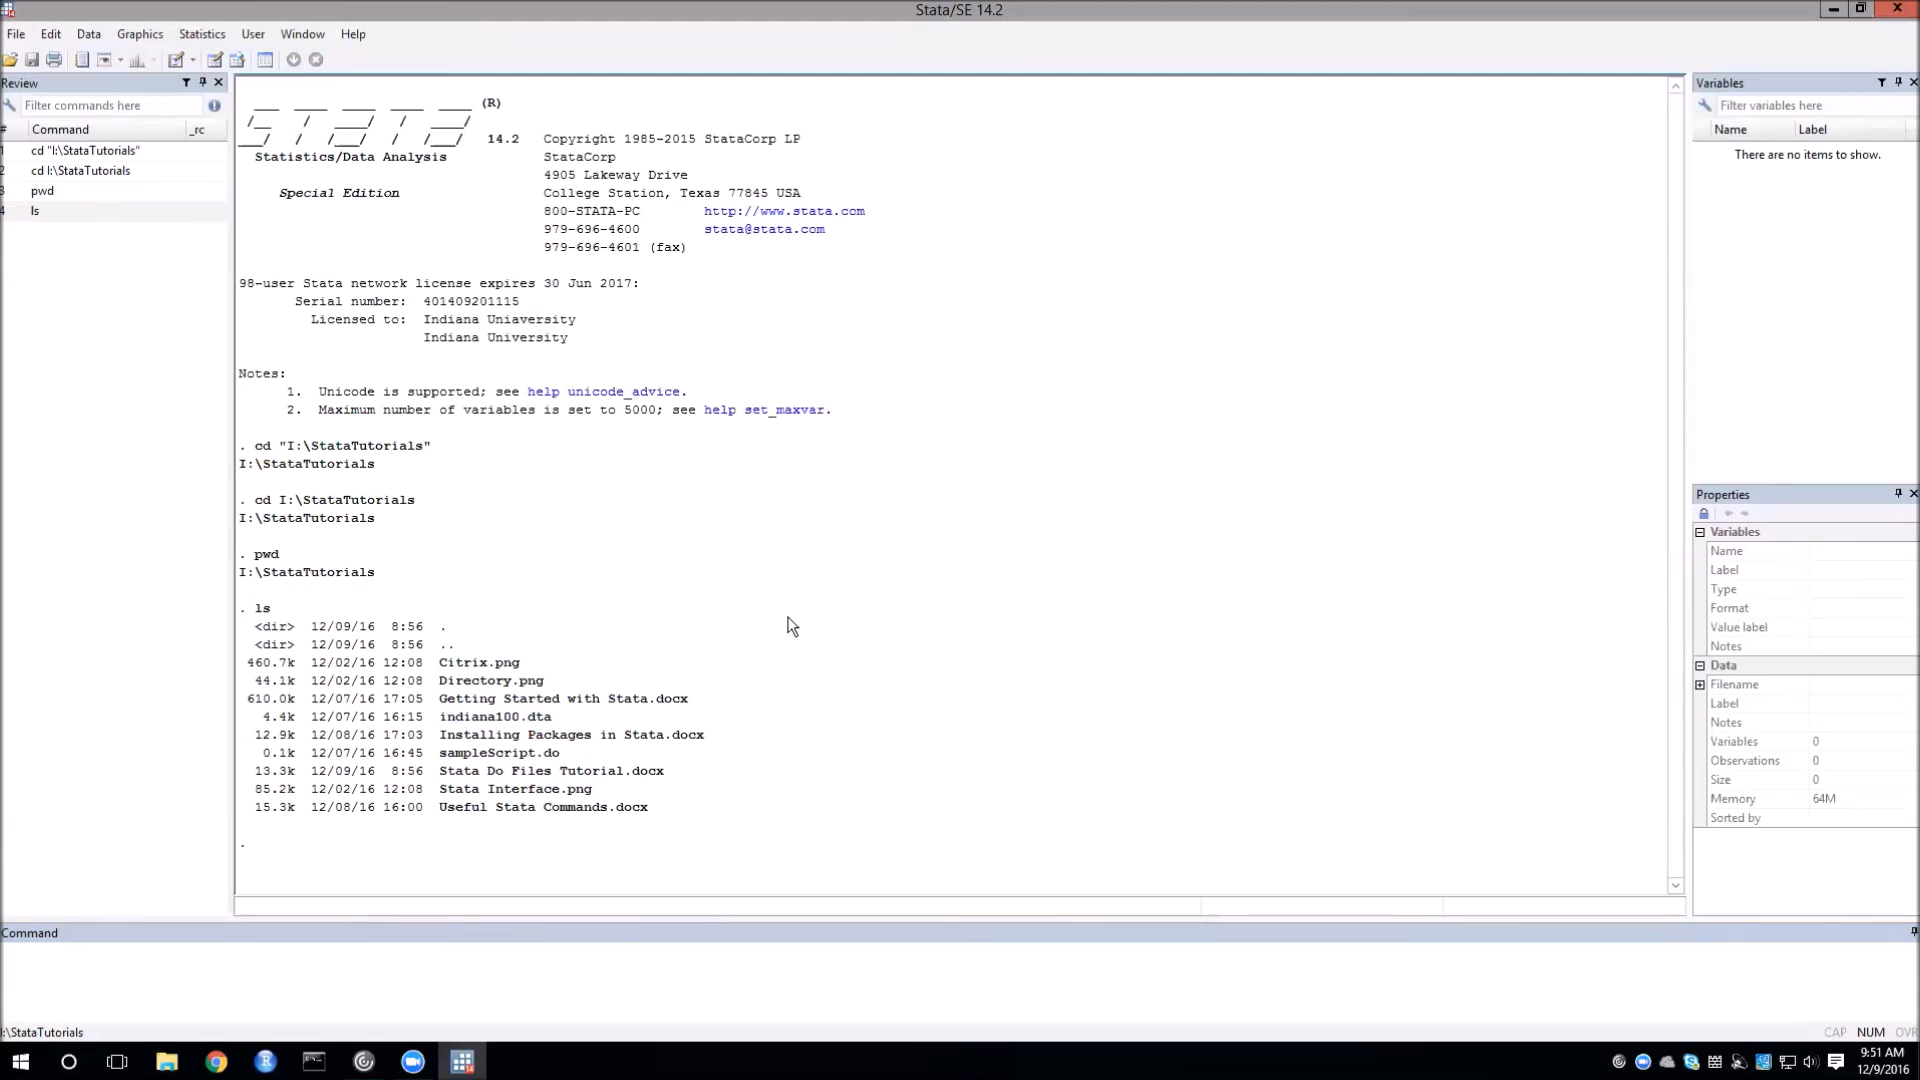 Stata/SE 14.2
File Edit Data Graphics Statistics User Window Help
Review
Filter commands here
# Command _rc
1 cd "I:\StataTutorials"
2 cd I:\StataTutorials
3 pwd
4 ls
(R)
STATA
14.2 Copyright 1985-2015 StataCorp LP
Statistics/Data Analysis StataCorp
4905 Lakeway Drive
Special Edition College Station, Texas 77845 USA
800-STATA-PC http://www.stata.com
979-696-4600 stata@stata.com
979-696-4601 (fax)
98-user Stata network license expires 30 Jun 2017:
Serial number: 401409201115
Licensed to: Indiana Uniaversity
Indiana University
Notes:
1. Unicode is supported; see help unicode_advice.
2. Maximum number of variables is set to 5000; see help set_maxvar.
. cd "I:\StataTutorials"
I:\StataTutorials
. cd I:\StataTutorials
I:\StataTutorials
. pwd
I:\StataTutorials
. ls
<dir> 12/09/16 8:56 .
<dir> 12/09/16 8:56 ..
460.7k 12/02/16 12:08 Citrix.png
44.1k 12/02/16 12:08 Directory.png
610.0k 12/07/16 17:05 Getting Started with Stata.docx
4.4k 12/07/16 16:15 indiana100.dta
12.9k 12/08/16 17:03 Installing Packages in Stata.docx
0.1k 12/07/16 16:45 sampleScript.do
13.3k 12/09/16 8:56 Stata Do Files Tutorial.docx
85.2k 12/02/16 12:08 Stata Interface.png
15.3k 12/08/16 16:00 Useful Stata Commands.docx
.
Variables
Filter variables here
Name Label
There are no items to show.
Properties
Variables
Name
Label
Type
Format
Value label
Notes
Data
Filename
Label
Notes
Variables 0
Observations 0
Size 0
Memory 64M
Sorted by
Command
I:\StataTutorials
CAP NUM OVR
9:51 AM
12/9/2016